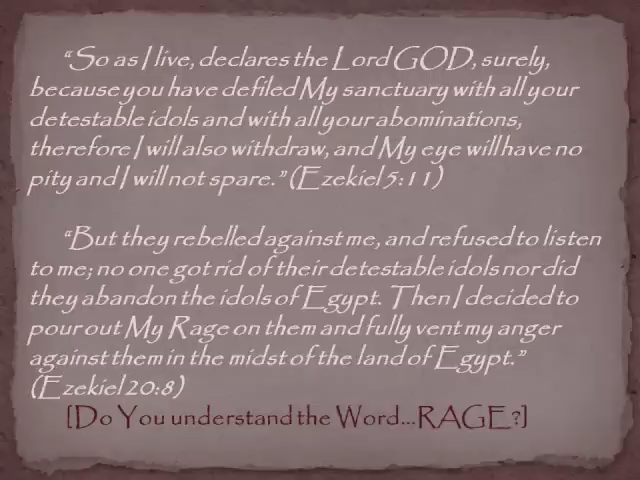 “So as I live, declares the Lord GOD, surely,
because you have defiled My sanctuary with all your
detestable idols and with all your abominations,
therefore I will also withdraw, and My eye will have no
pity and I will not spare.” (Ezekiel 5:11)
“But they rebelled against me, and refused to listen
to me; no one got rid of their detestable idols nor did
they abandon the idols of Egypt. Then I decided to
pour out My Rage on them and fully vent my anger
against them in the midst of the land of Egypt.”
(Ezekiel 20:8)
[Do You understand the Word...RAGE?]